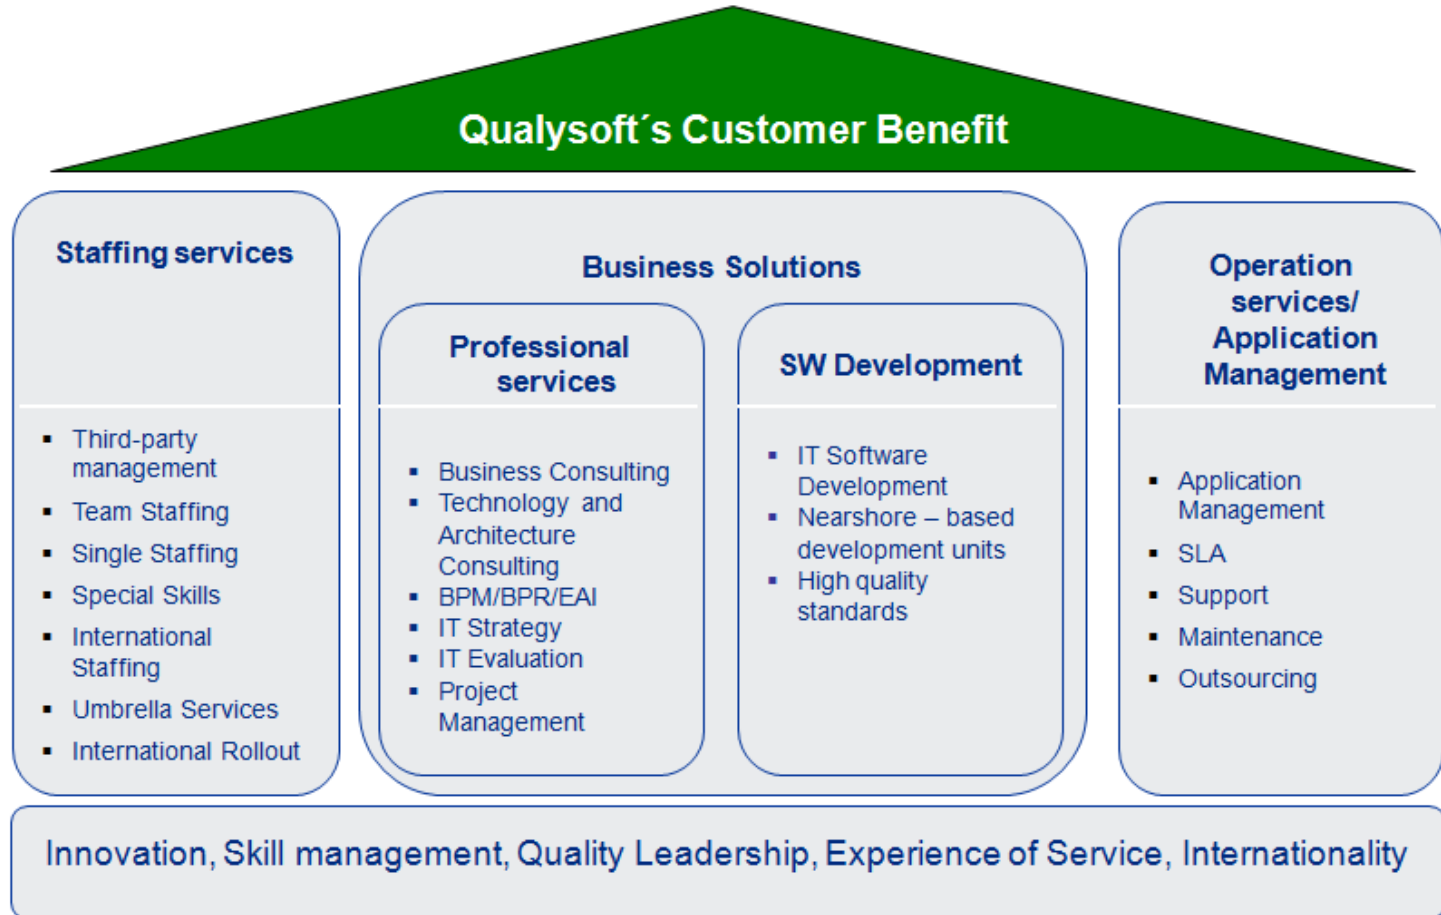 Qualysoft´s Customer Benefit
Staffing services
▪ Third-party
management
▪ Team Staffing
▪ Single Staffing
▪ Special Skills
▪ International
Staffing
▪ Umbrella Services
▪ International Rollout
Business Solutions
Professional
services
▪ Business Consulting
▪ Technology and
Architecture
Consulting
▪ BPM/BPR/EAI
▪ IT Strategy
▪ IT Evaluation
▪ Project
Management
SW Development
▪ IT Software
Development
▪ Nearshore – based
development units
▪ High quality
standards
Operation
services/
Application
Management
▪ Application
Management
▪ SLA
▪ Support
▪ Maintenance
▪ Outsourcing
Innovation, Skill management, Quality Leadership, Experience of Service, Internationality